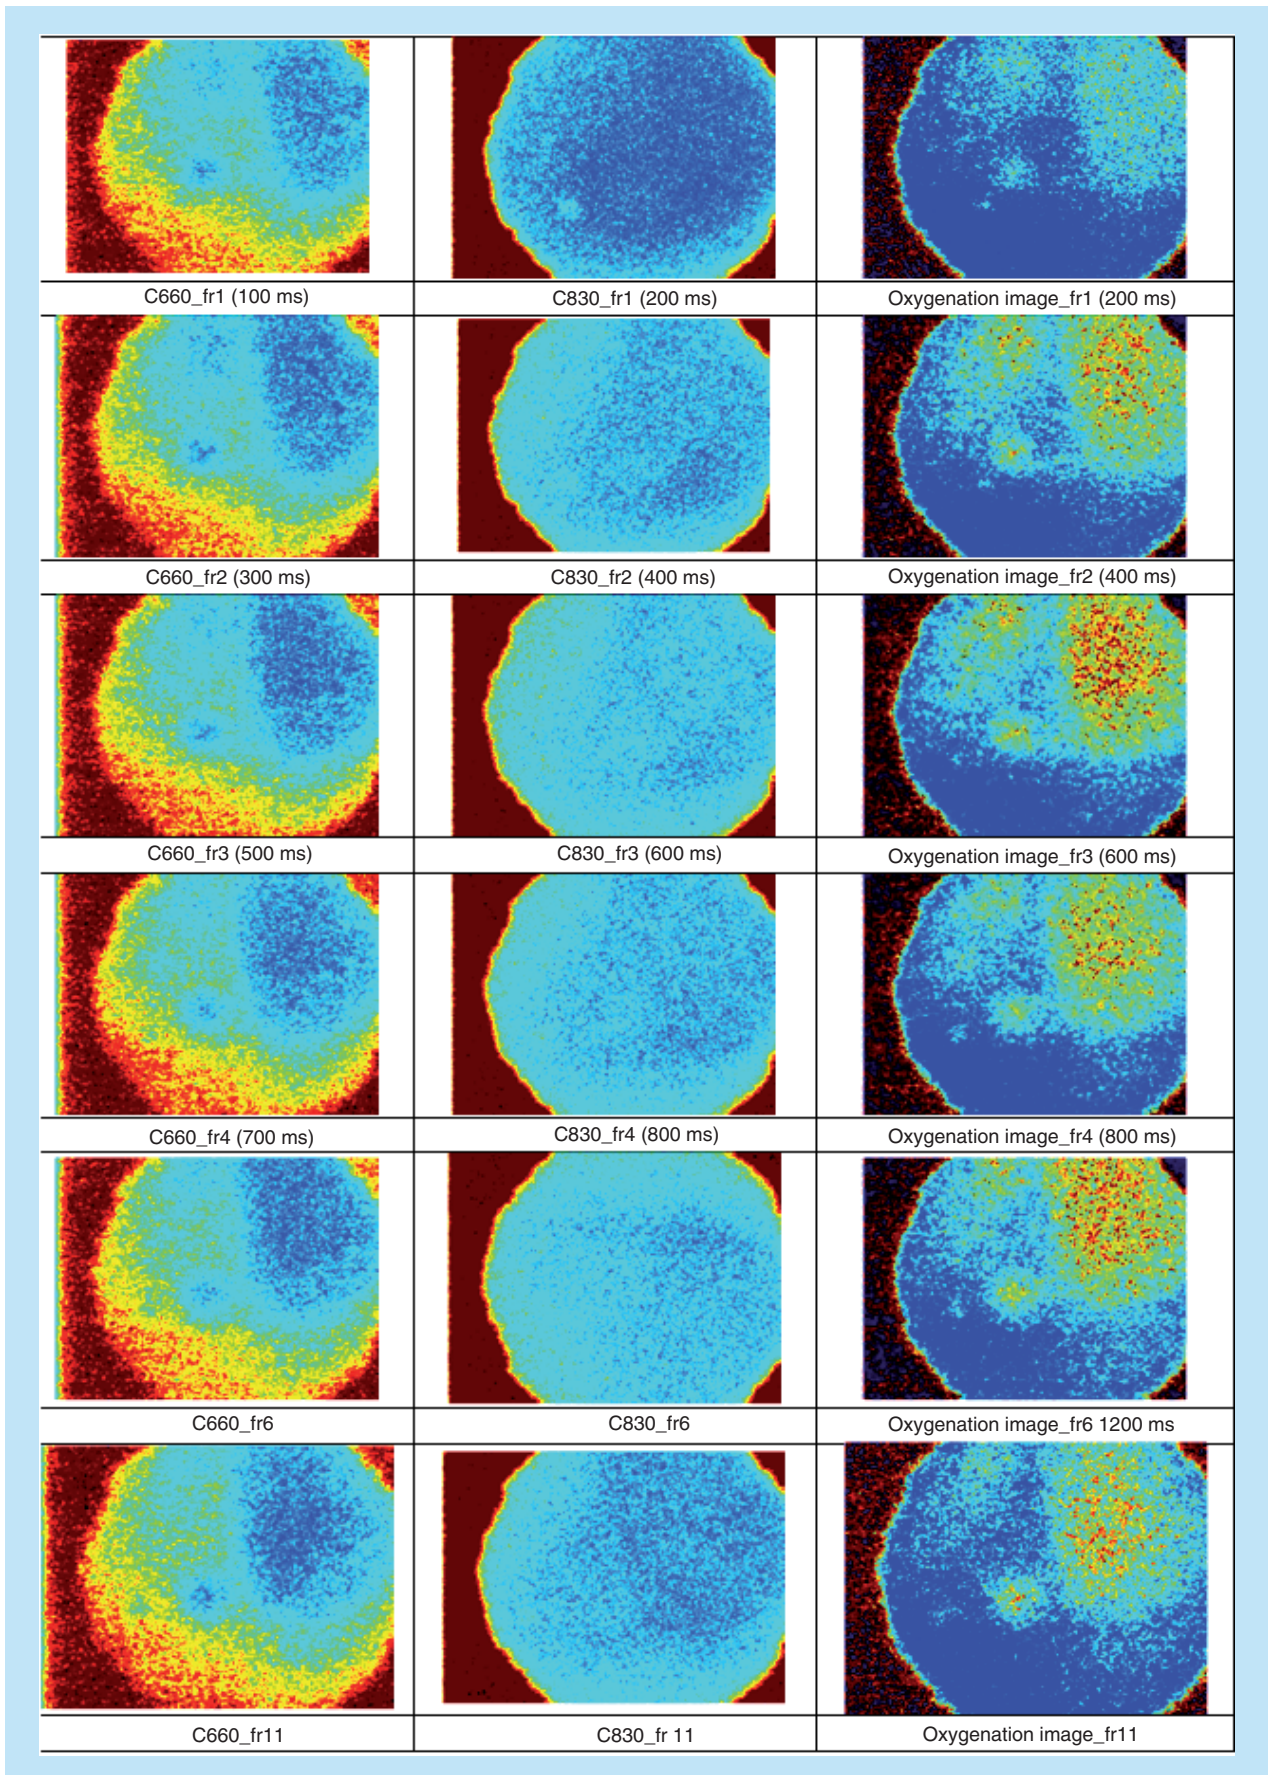 C660_fr1 (100 ms)
C830_fr1 (200 ms)
Oxygenation image_fr1 (200 ms)
C660_fr2 (300 ms)
C830_fr2 (400 ms)
Oxygenation image_fr2 (400 ms)
C660_fr3 (500 ms)
C830_fr3 (600 ms)
Oxygenation image_fr3 (600 ms)
C660_fr4 (700 ms)
C830_fr4 (800 ms)
Oxygenation image_fr4 (800 ms)
C660_fr6
C830_fr6
Oxygenation image_fr6 1200 ms
C660_fr11
C830_fr 11
Oxygenation image_fr11